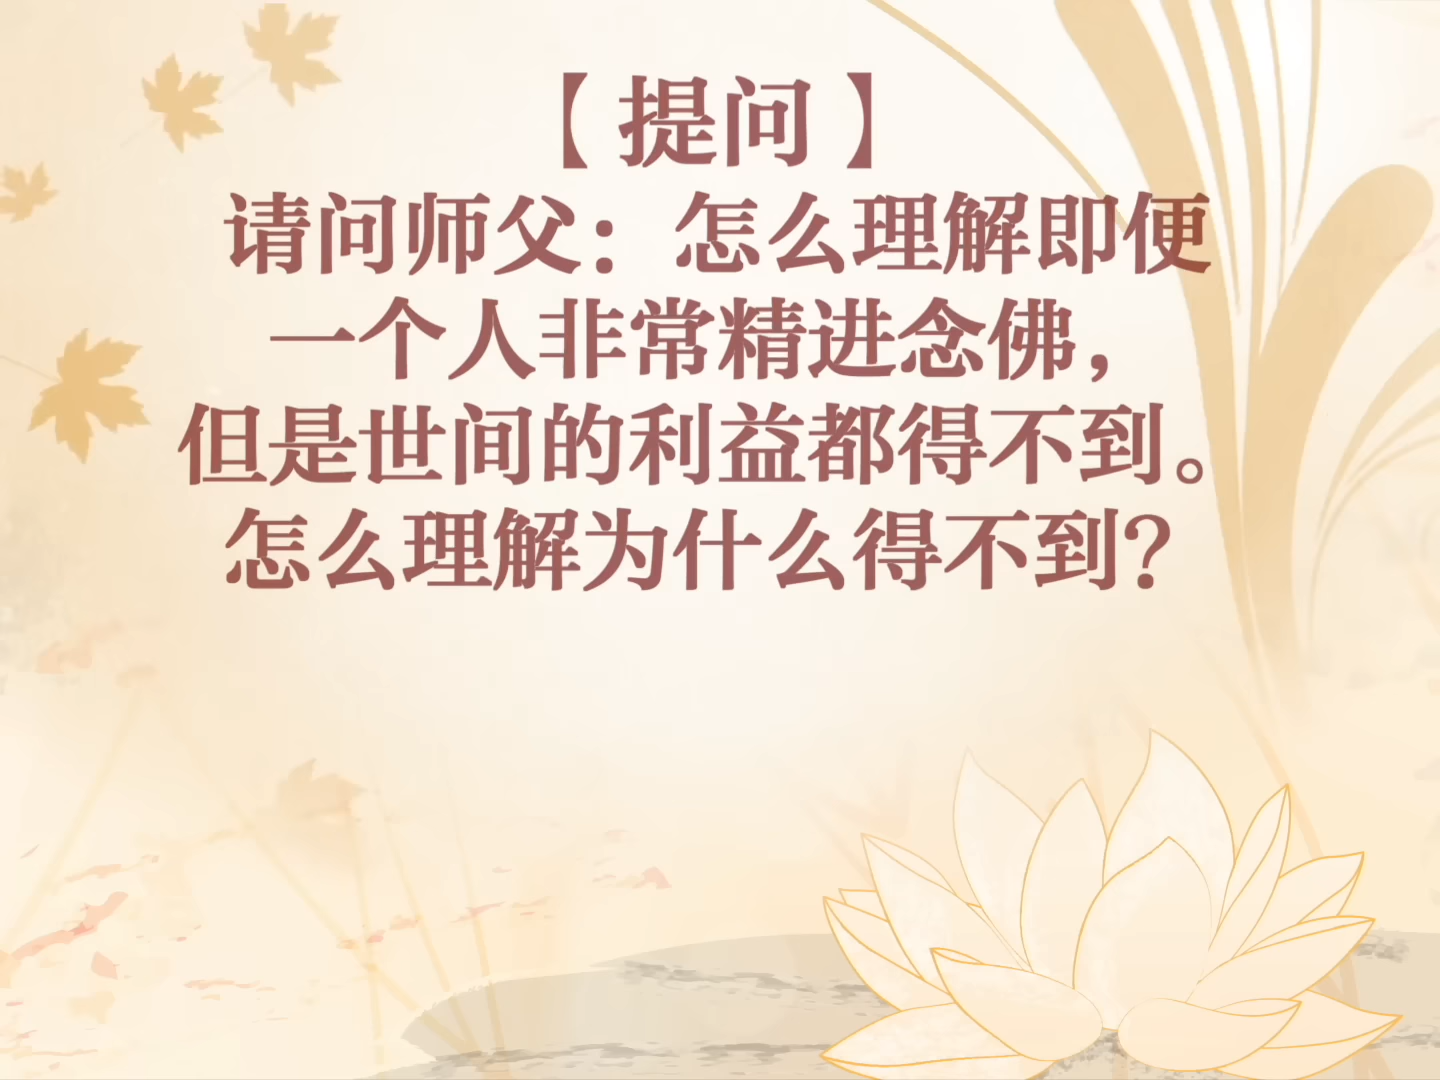 【提问】
请问师父：怎么理解即便
一个人非常精进念佛，
但是世间的利益都得不到。
怎么理解为什么得不到？